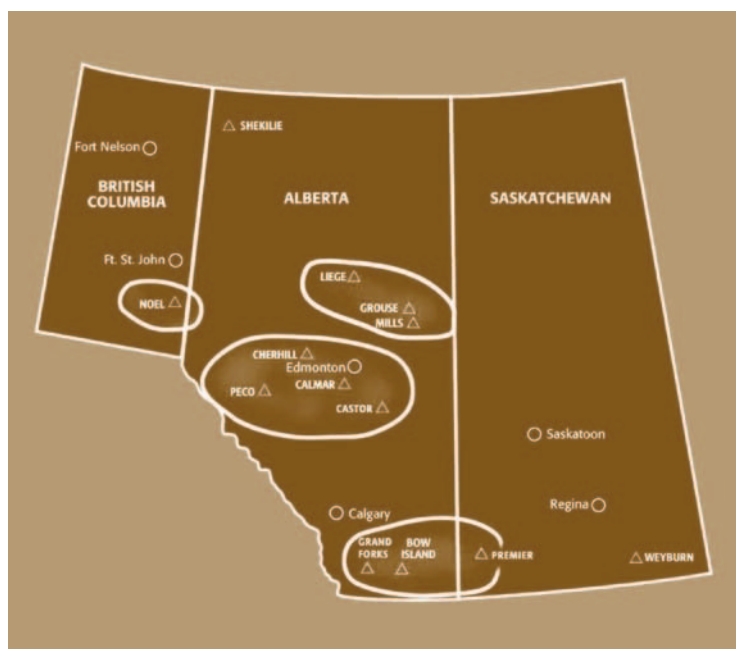 SHEKILIE
Fort Nelson
BRITISH
COLUMBIA
ALBERTA
SASKATCHEWAN
Ft. St. John
LIEGE
NOEL
GROUSE
MILLS
CHERHILL
Edmonton
PECO
CALMAR
CASTOR
Saskatoon
Calgary
Regina
GRAND
FORKS
BOW
ISLAND
PREMIER
WEYBURN